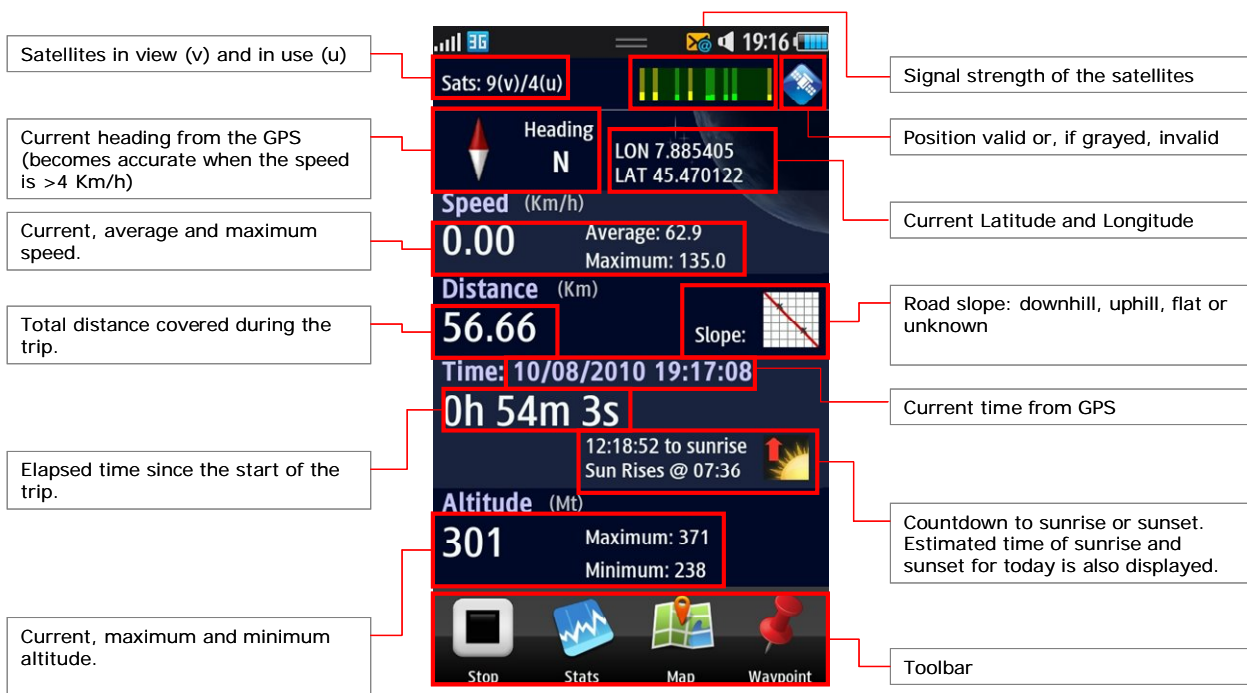 Satellites in view (v) and in use (u)
Current heading from the GPS
(becomes accurate when the speed
is >4 Km/h)
Current, average and maximum
speed.
Total distance covered during the
trip.
Elapsed time since the start of the
trip.
Current, maximum and minimum
altitude.
3G
19:16
Sats: 9(v)/4(u)
Heading
N
LON 7.885405
LAT 45.470122
Speed (Km/h)
0.00
Average: 62.9
Maximum: 135.0
Distance (Km)
56.66
Slope:
Time: 10/08/2010 19:17:08
0h 54m 3s
12:18:52 to sunrise
Sun Rises @ 07:36
Altitude (Mt)
301
Maximum: 371
Minimum: 238
Stop
Stats
Map
Waypoint
Signal strength of the satellites
Position valid or, if grayed, invalid
Current Latitude and Longitude
Road slope: downhill, uphill, flat or
unknown
Current time from GPS
Countdown to sunrise or sunset.
Estimated time of sunrise and
sunset for today is also displayed.
Toolbar